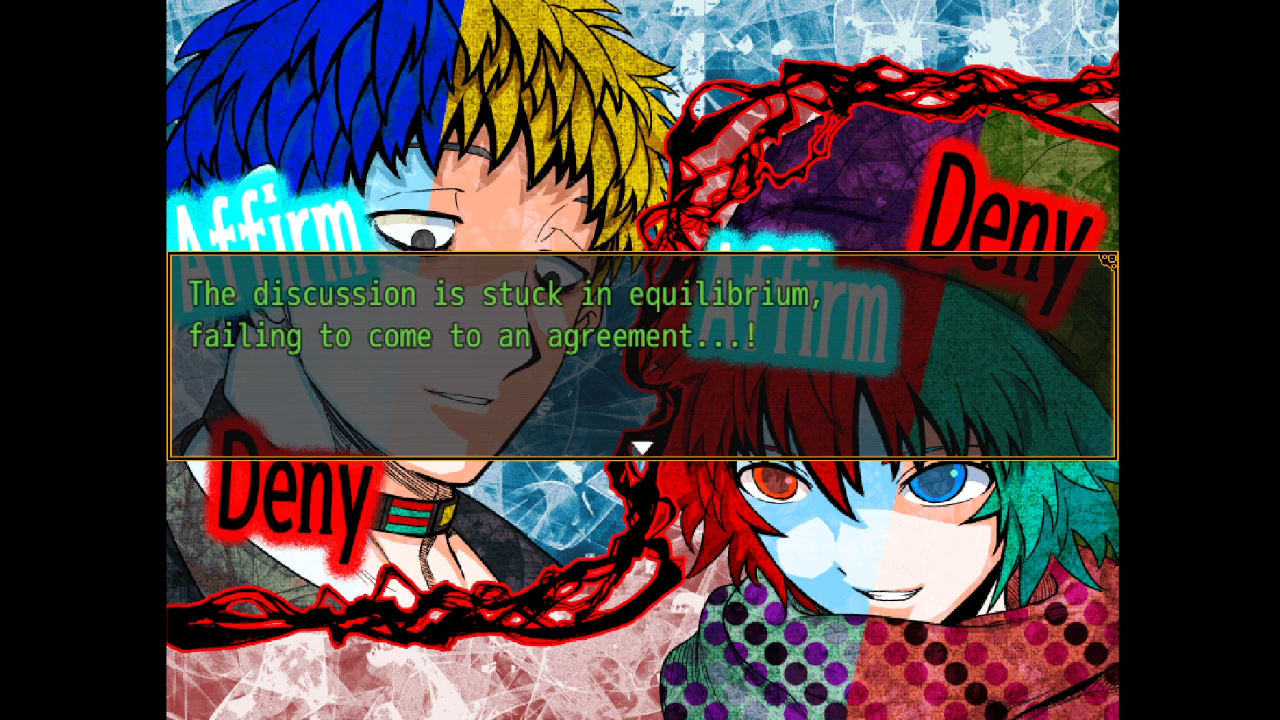 Affirm
Deny
Affirm
The discussion is stuck in equilibrium,
failing to come to an agreement...!
Deny